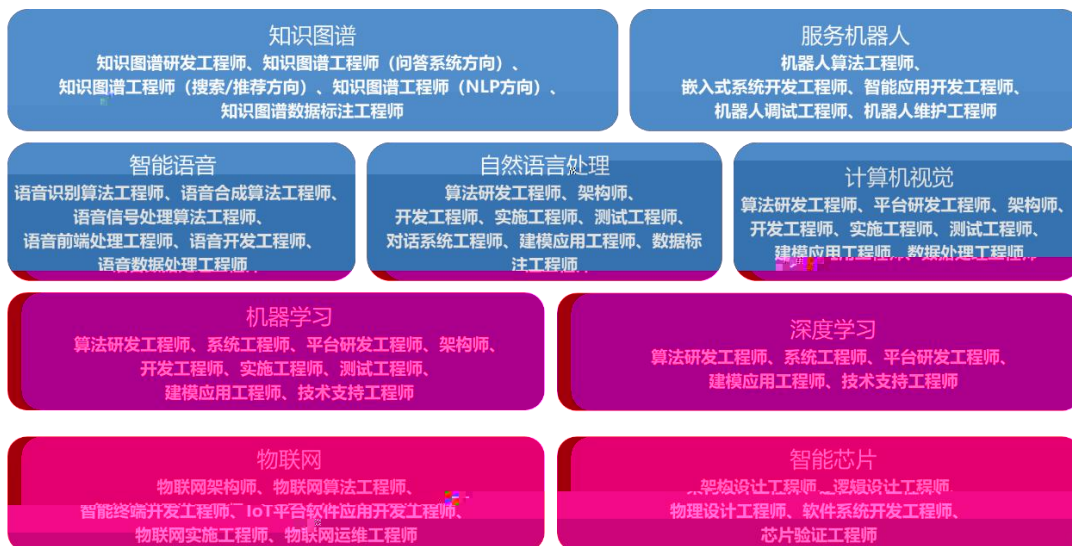 知识图谱
知识图谱研发工程师、知识图谱工程师（问答系统方向）、
知识图谱工程师（搜索/推荐方向）、知识图谱工程师（NLP方向）、
知识图谱数据标注工程师
服务机器人
机器人算法工程师、
嵌入式系统开发工程师、智能应用开发工程师、
机器人调试工程师、机器人维护工程师
智能语音
语音识别算法工程师、语音合成算法工程师、
语音信号处理算法工程师、
语音前端处理工程师、语音开发工程师、
语音数据处理工程师
自然语言处理
算法研发工程师、架构师、
开发工程师、实施工程师、测试工程师、
对话系统工程师、建模应用工程师、数据标
注工程师
计算机视觉
算法研发工程师、平台研发工程师、架构师、
开发工程师、实施工程师、测试工程师、
建模应用工程师、数据处理工程师
机器学习
算法研发工程师、系统工程师、平台研发工程师、架构师、
开发工程师、实施工程师、测试工程师、
建模应用工程师、技术支持工程师
深度学习
算法研发工程师、系统工程师、平台研发工程师、
建模应用工程师、技术支持工程师
物联网
物联网架构师、物联网算法工程师、
智能终端开发工程师、IoT平台软件应用开发工程师、
物联网实施工程师、物联网运维工程师
智能芯片
架构设计工程师、逻辑设计工程师、
物理设计工程师、软件系统开发工程师、
芯片验证工程师